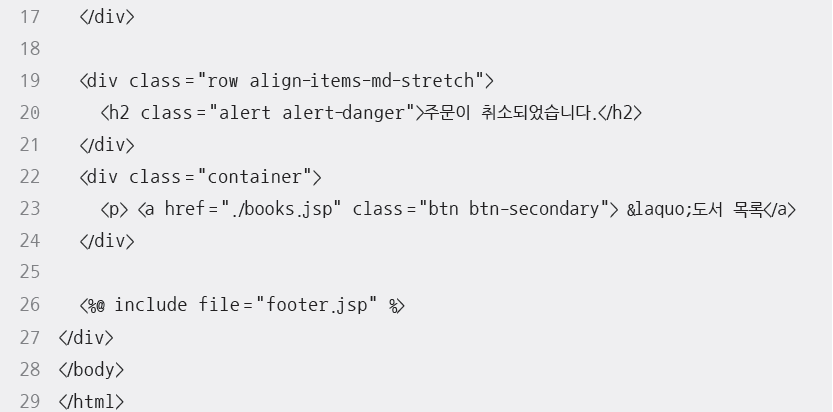 17 </div>
18
19 <div class="row align-items-md-stretch">
20 <h2 class="alert alert-danger">주문이 취소되었습니다.</h2>
21 </div>
22 <div class="container">
23 <p> <a href="./books.jsp" class="btn btn-secondary"> &laquo;도서 목록</a>
24 </div>
25
26 <%@ include file="footer.jsp" %>
27 </div>
28 </body>
29 </html>